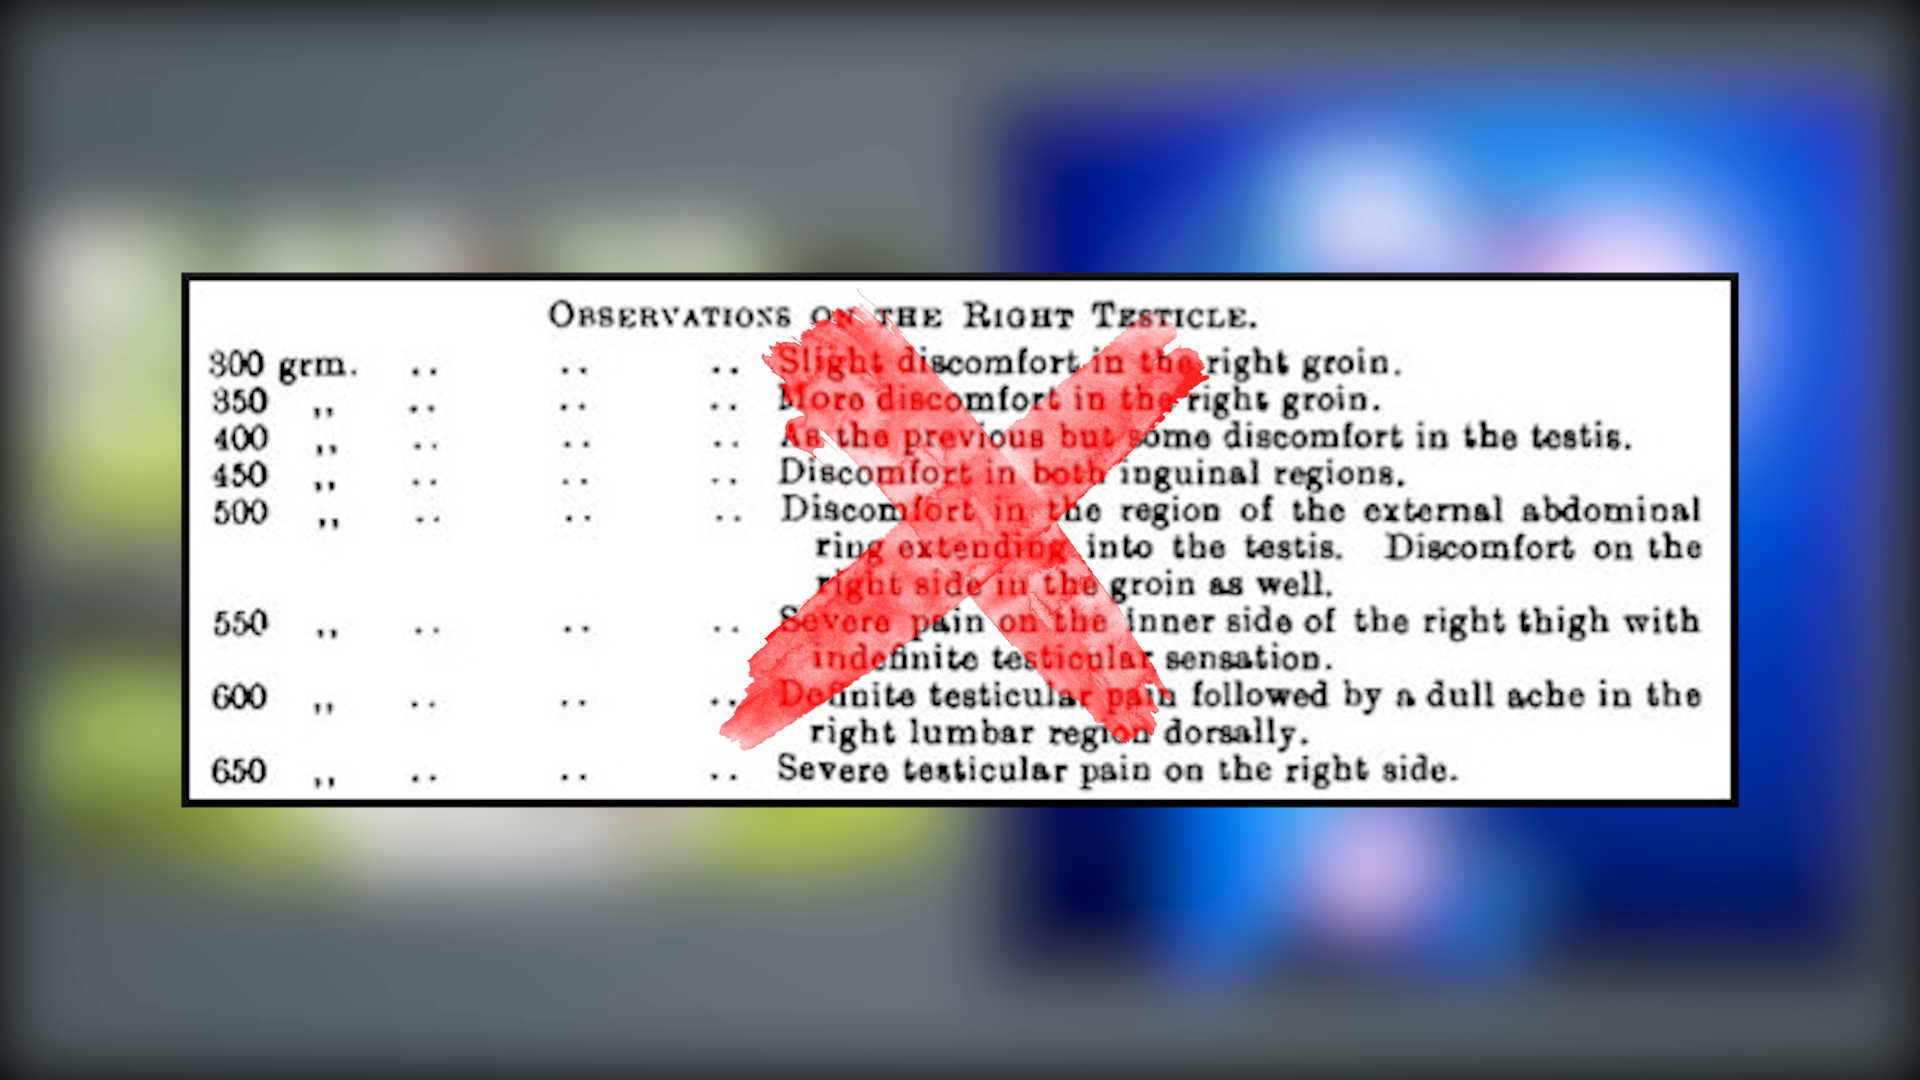 OBSERVATIONS ON THE RIGHT TESTICLE.
300 grm. .. .. .. Slight discomfort in the right groin.
350 ,, .. .. .. More discomfort in the right groin.
400 ,, .. .. .. As the previous but some discomfort in the testis.
450 ,, .. .. .. Discomfort in both inguinal regions.
500 ,, .. .. .. Discomfort in the region of the external abdominal
ring extending into the testis. Discomfort on the
right side in the groin as well.
550 ,, .. .. .. Severe pain on the inner side of the right thigh with
indefinite testicular sensation.
600 ,, .. .. .. Definite testicular pain followed by a dull ache in the
right lumbar region dorsally.
650 ,, .. .. .. Severe testicular pain on the right side.